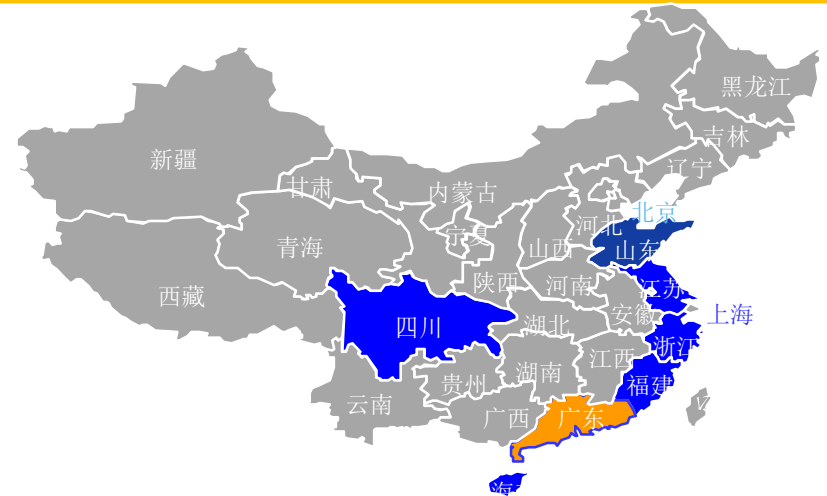 黑龙江
吉林
辽宁
新疆
甘肃
内蒙古
北京
河北
宁夏
山西
山东
青海
陕西
河南
江苏
西藏
安徽
上海
四川
湖北
浙江
江西
湖南
贵州
福建
云南
广西
广东
海